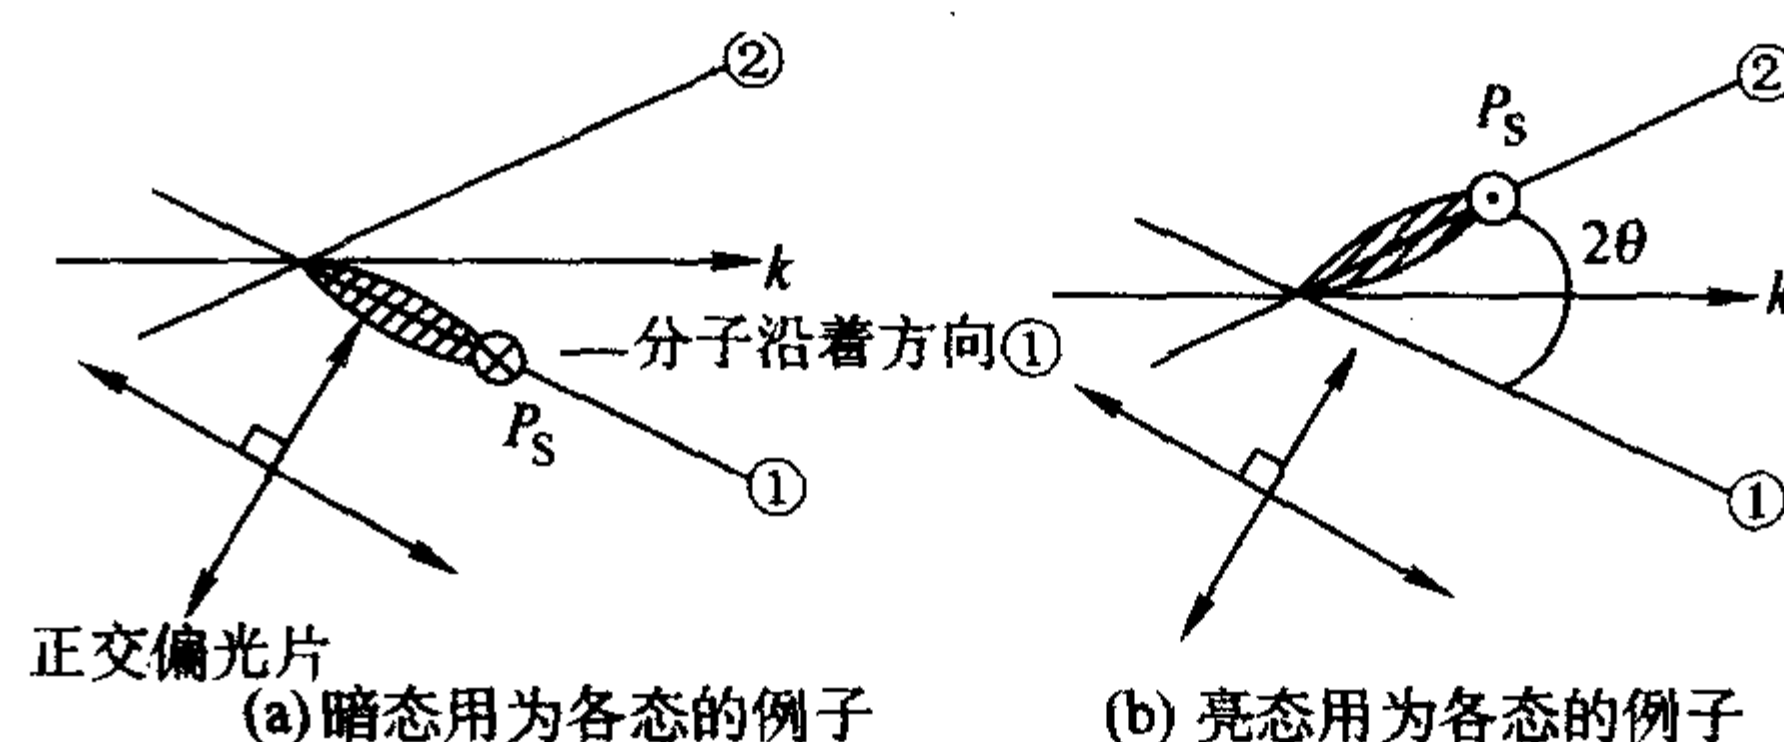 ②
k
一分子沿着方向①
P_S
①
正交偏光片
(a) 暗态用为各态的例子
②
P_S
2θ
k
①
(b) 亮态用为各态的例子